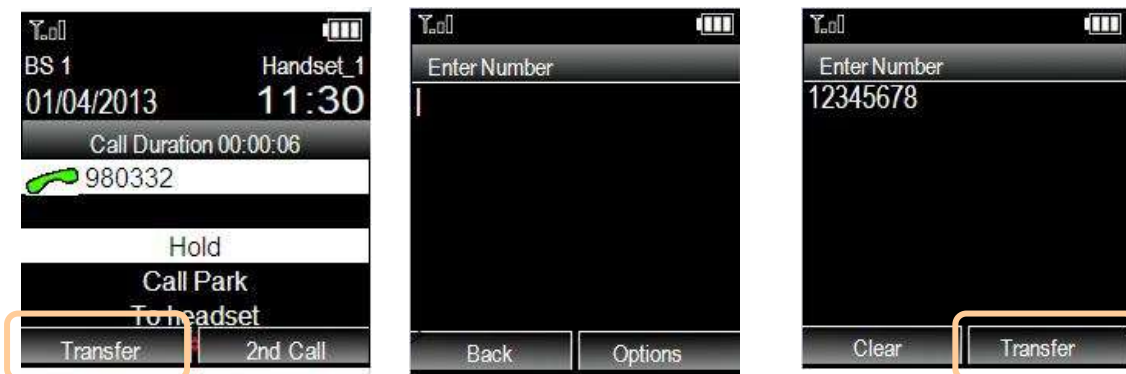 BS 1 Handset_1
01/04/2013 11:30
Call Duration 00:00:06
980332
Hold
Call Park
To headset
Transfer 2nd Call
Enter Number
Back Options
Enter Number
12345678
Clear Transfer